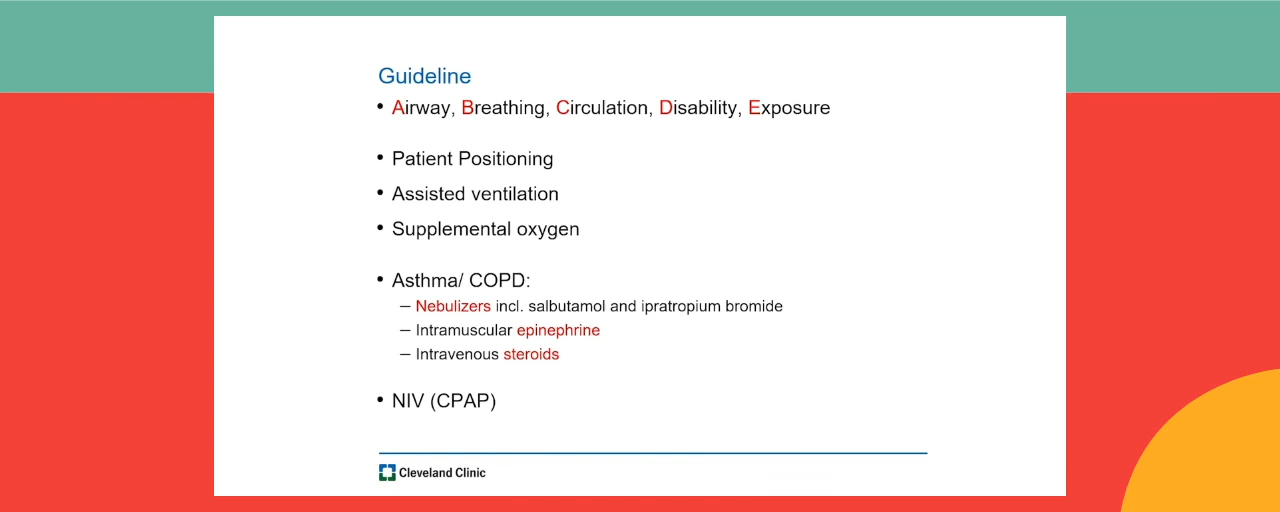 Guideline
• Airway, Breathing, Circulation, Disability, Exposure
• Patient Positioning
• Assisted ventilation
• Supplemental oxygen
• Asthma/ COPD:
– Nebulizers incl. salbutamol and ipratropium bromide
– Intramuscular epinephrine
– Intravenous steroids
• NIV (CPAP)
Cleveland Clinic